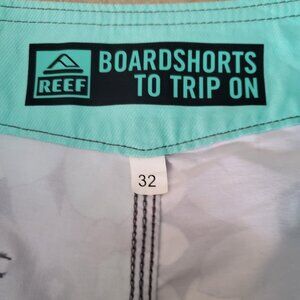 REEF
BOARDSHORTS
TO TRIP ON
32